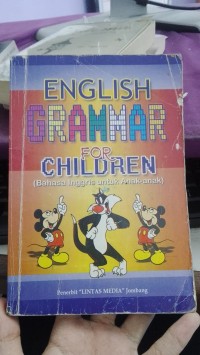 ENGLISH
GRAMMAR
FOR
CHILDREN
(Bahasa Inggris untuk Anak-anak)
Penerbit "LINTAS MEDIA" Jombang